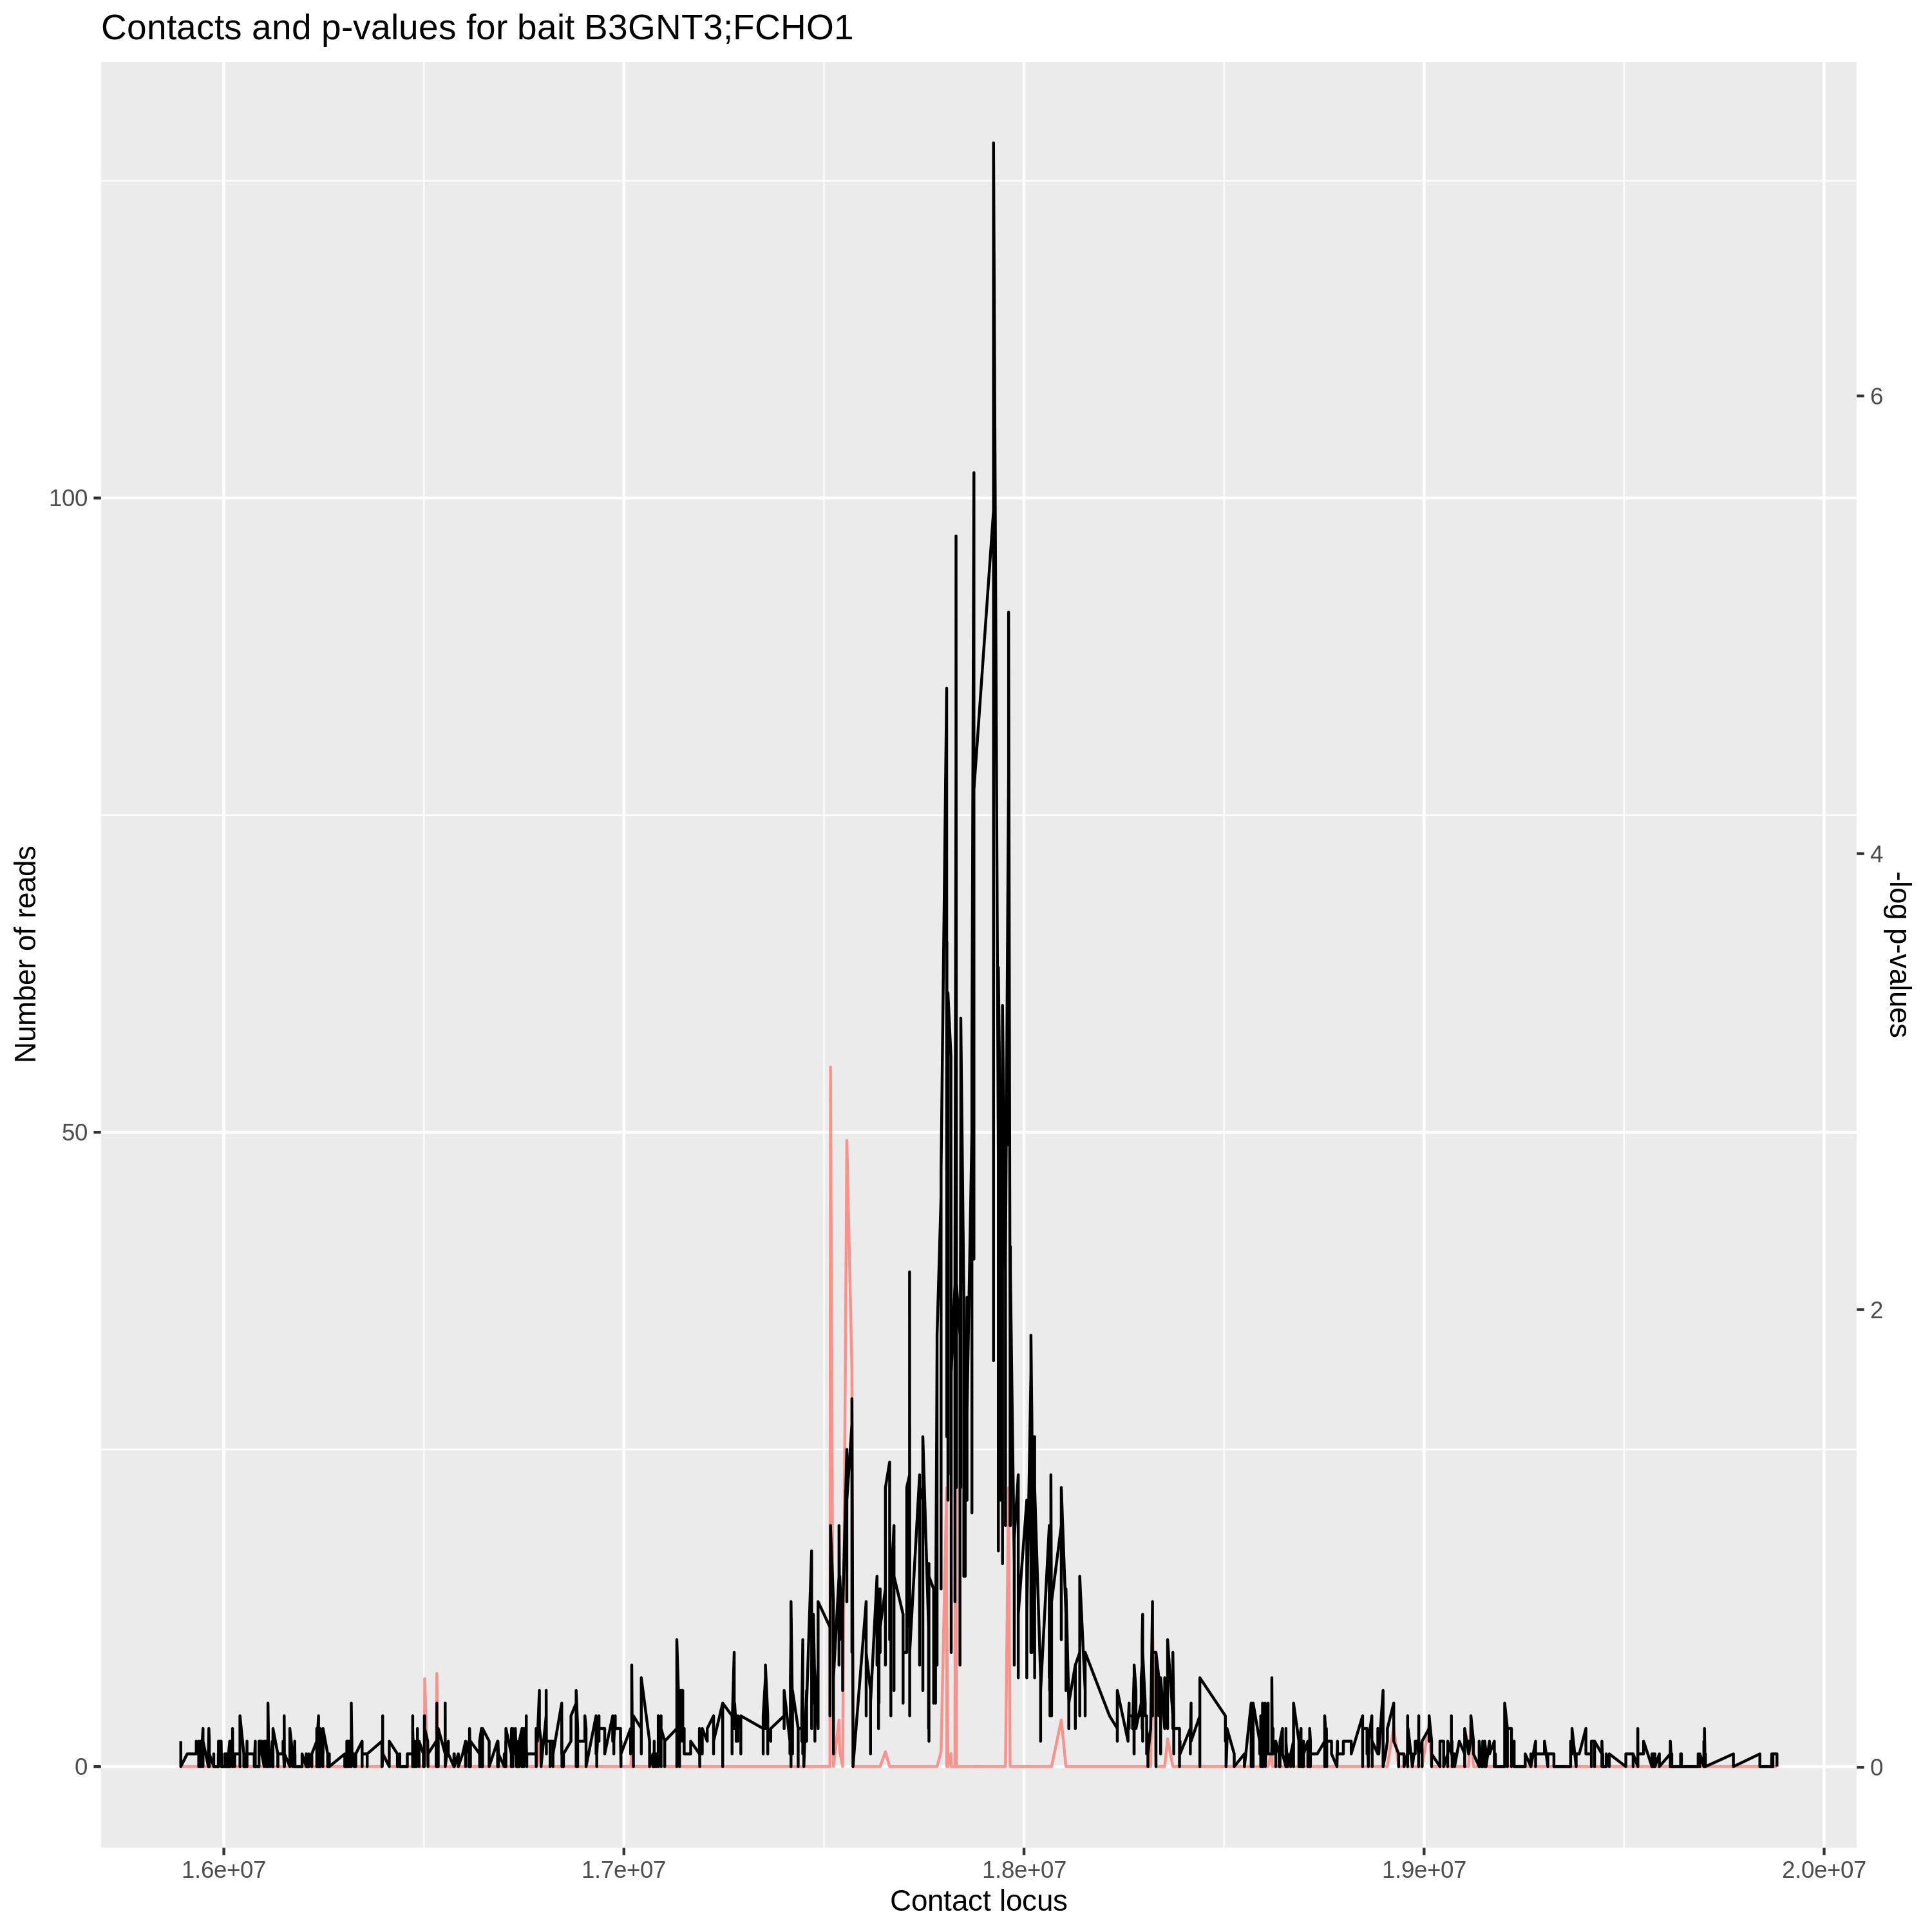 Contacts and p-values for bait B3GNT3;FCHO1
Number of reads
100
50
0
6
4
2
0
-log p-values
1.6e+07
1.7e+07
1.8e+07
1.9e+07
2.0e+07
Contact locus